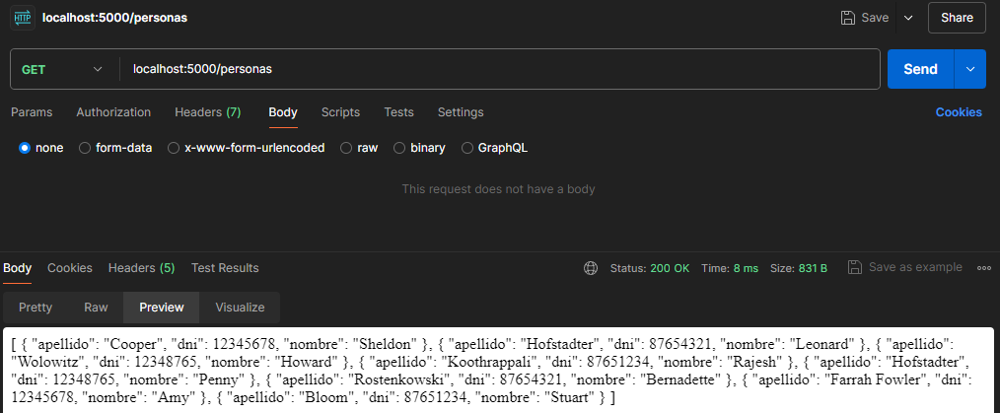 HTTP localhost:5000/personas Save Share
GET localhost:5000/personas Send
Params Authorization Headers (7) Body Scripts Tests Settings Cookies
none form-data x-www-form-urlencoded raw binary GraphQL
This request does not have a body
Body Cookies Headers (5) Test Results Status: 200 OK Time: 8 ms Size: 831 B Save as example
Pretty Raw Preview Visualize
[ { "apellido": "Cooper", "dni": 12345678, "nombre": "Sheldon" }, { "apellido": "Hofstadter", "dni": 87654321, "nombre": "Leonard" }, { "apellido":
"Wolowitz", "dni": 12348765, "nombre": "Howard" }, { "apellido": "Koothrappali", "dni": 87651234, "nombre": "Rajesh" }, { "apellido": "Hofstadter",
"dni": 12348765, "nombre": "Penny" }, { "apellido": "Rostenkowski", "dni": 87654321, "nombre": "Bernadette" }, { "apellido": "Farrah Fowler", "dni":
12345678, "nombre": "Amy" }, { "apellido": "Bloom", "dni": 87651234, "nombre": "Stuart" } ]